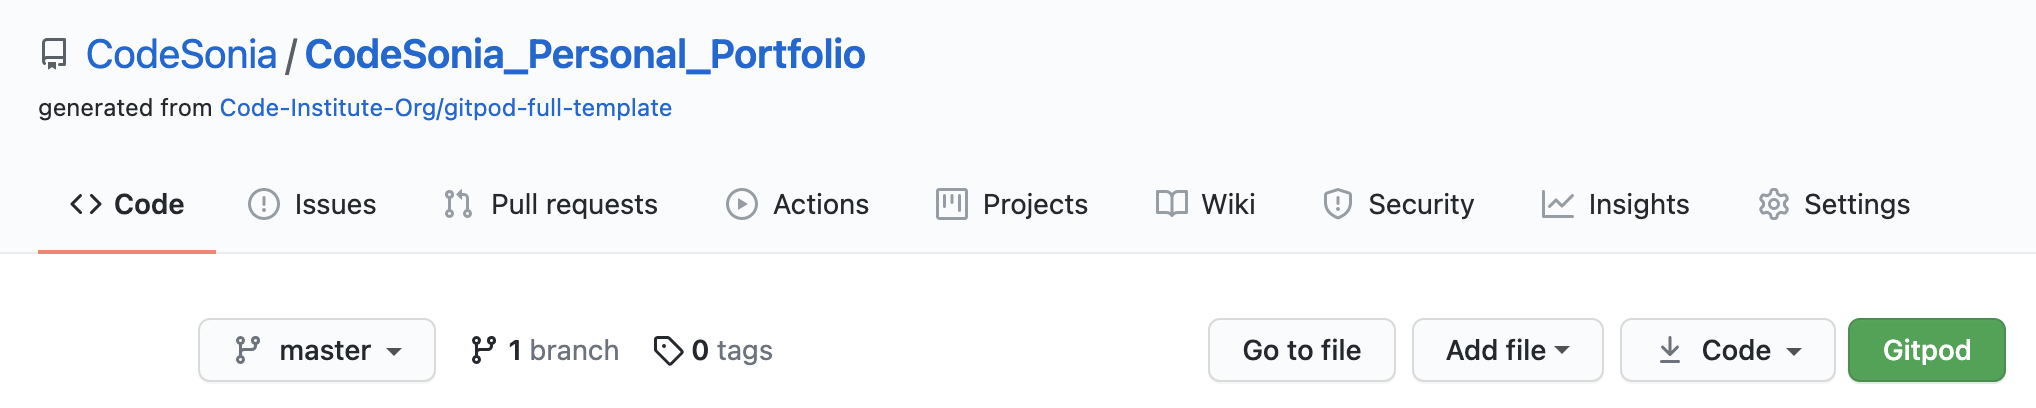 CodeSonia / CodeSonia_Personal_Portfolio
generated from Code-Institute-Org/gitpod-full-template
Code Issues Pull requests Actions Projects Wiki Security Insights Settings
master 1 branch 0 tags Go to file Add file Code Gitpod